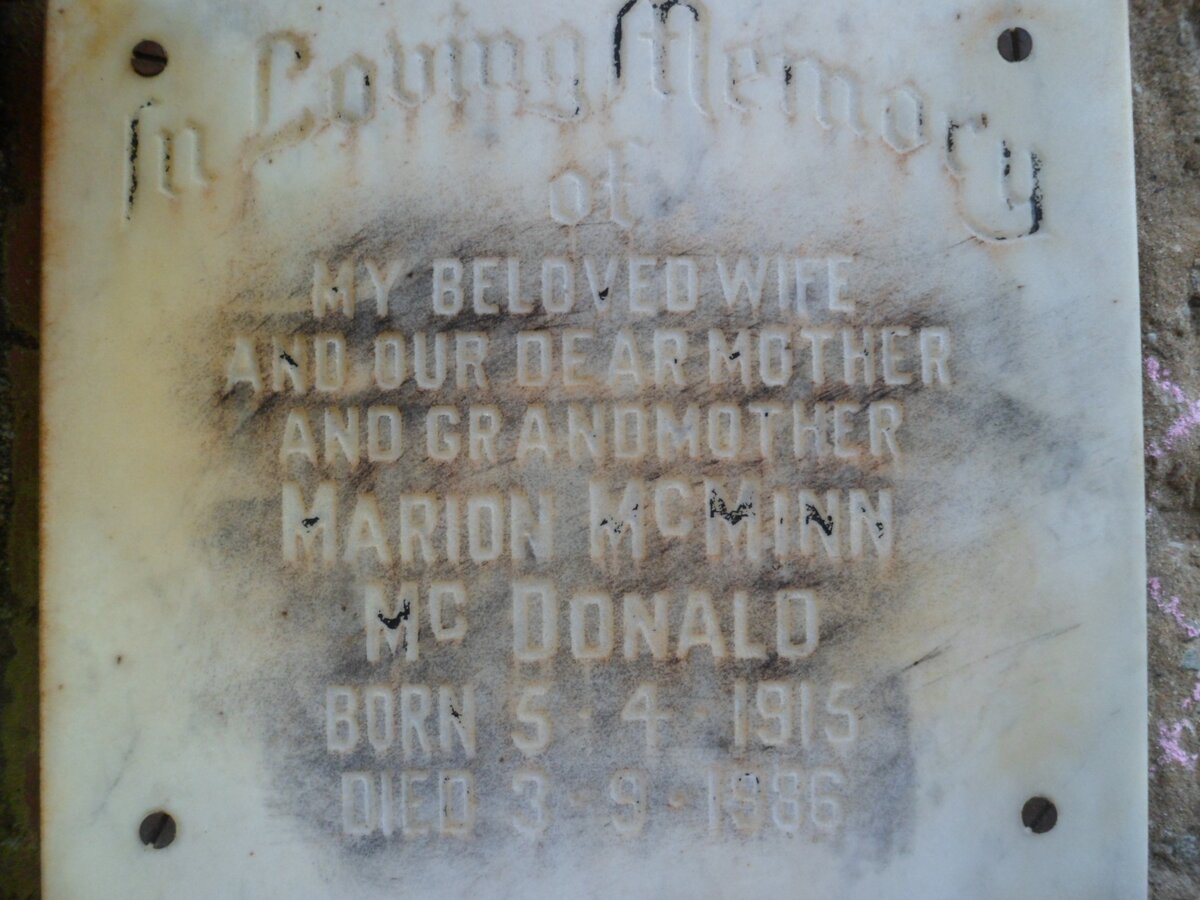 In Loving Memory
of
MY BELOVED WIFE
AND OUR DEAR MOTHER
AND GRANDMOTHER
MARION MCMINN
MC DONALD
BORN 5-4-1915
DIED 3-9-1986